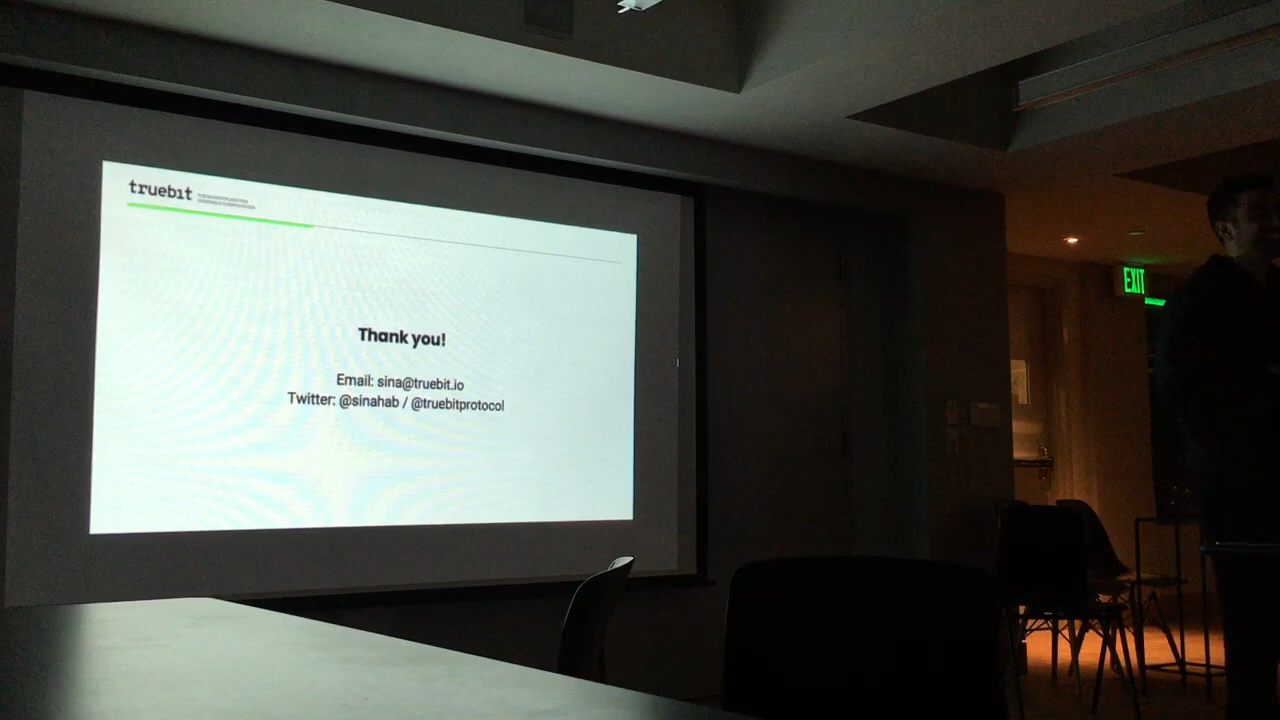 truebit
Thank you!
Email: sina@truebit.io
Twitter: @sinahab / @truebitprotocol
EXIT